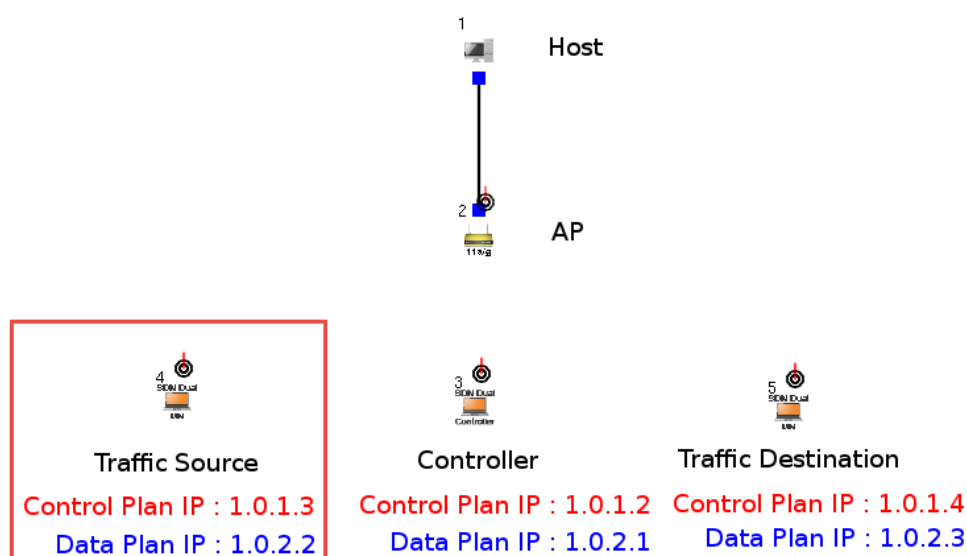 1
Host
2
AP
11a/g
4
SDN Dual
MN
Traffic Source
Control Plan IP : 1.0.1.3
Data Plan IP : 1.0.2.2
3
SDN Dual
Controller
Controller
Control Plan IP : 1.0.1.2
Data Plan IP : 1.0.2.1
5
SDN Dual
MN
Traffic Destination
Control Plan IP : 1.0.1.4
Data Plan IP : 1.0.2.3